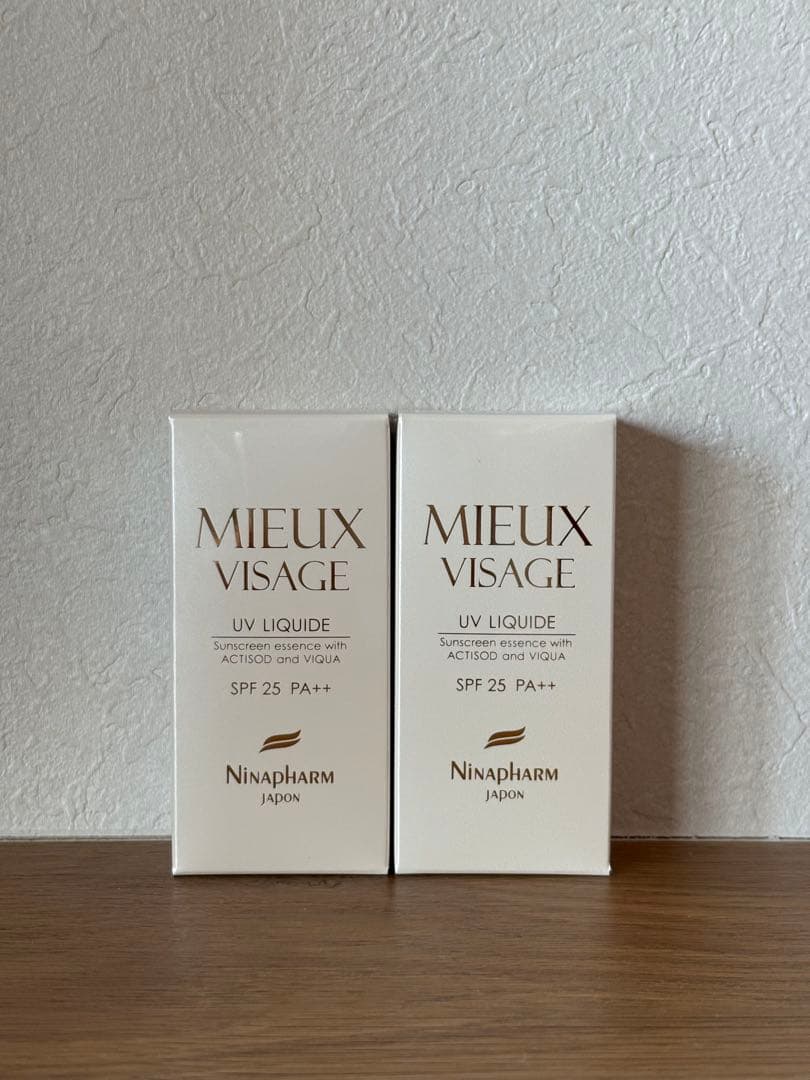 MIEUX
VISAGE
UV LIQUIDE
Sunscreen essence with
ACTISOD and VIQUA
SPF 25 PA++
NINAPHARM
JAPON
MIEUX
VISAGE
UV LIQUIDE
Sunscreen essence with
ACTISOD and VIQUA
SPF 25 PA++
NINAPHARM
JAPON